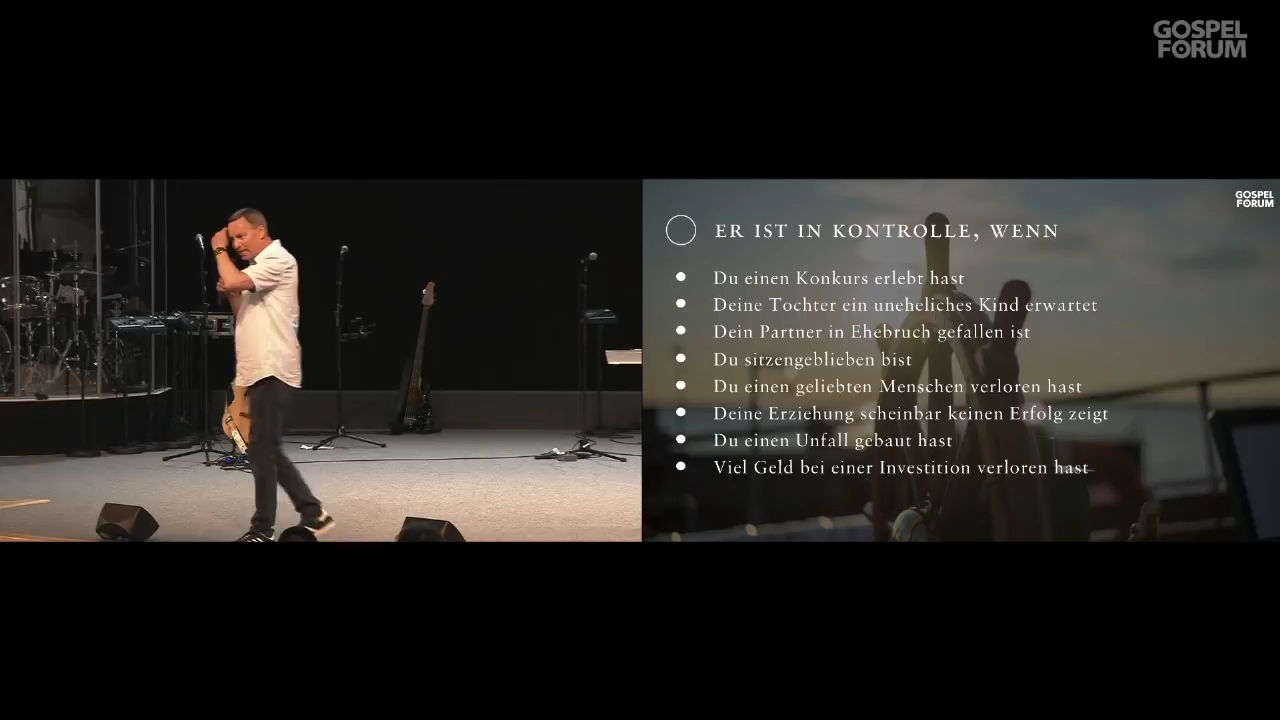 GOSPEL
FORUM
GOSPEL
FORUM
ER IST IN KONTROLLE, WENN
Du einen Konkurs erlebt hast
Deine Tochter ein uneheliches Kind erwartet
Dein Partner in Ehebruch gefallen ist
Du sitzengeblieben bist
Du einen geliebten Menschen verloren hast
Deine Erziehung scheinbar keinen Erfolg zeigt
Du einen Unfall gebaut hast
Viel Geld bei einer Investition verloren hast